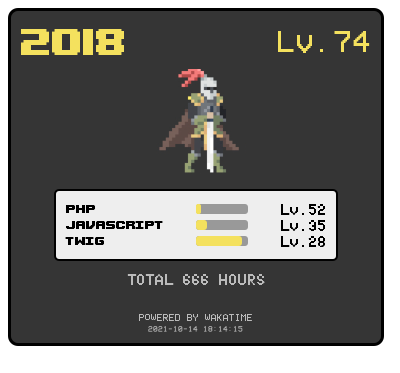 2018 Lv.74
PHP Lv.52
JAVASCRIPT Lv.35
TWIG Lv.28
TOTAL 666 HOURS
POWERED BY WAKATIME
2021-10-14 18:14:15